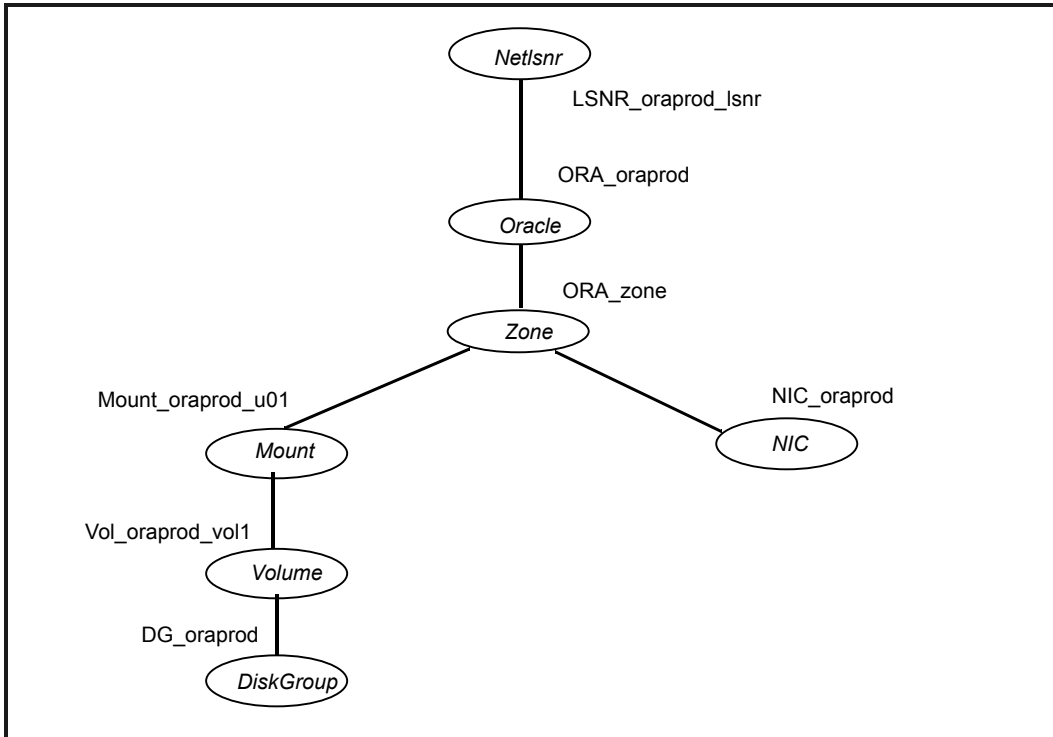 Netlsnr
LSNR_oraprod_lsnr
ORA_oraprod
Oracle
ORA_zone
Zone
Mount_oraprod_u01
NIC_oraprod
Mount
NIC
Vol_oraprod_vol1
Volume
DG_oraprod
DiskGroup